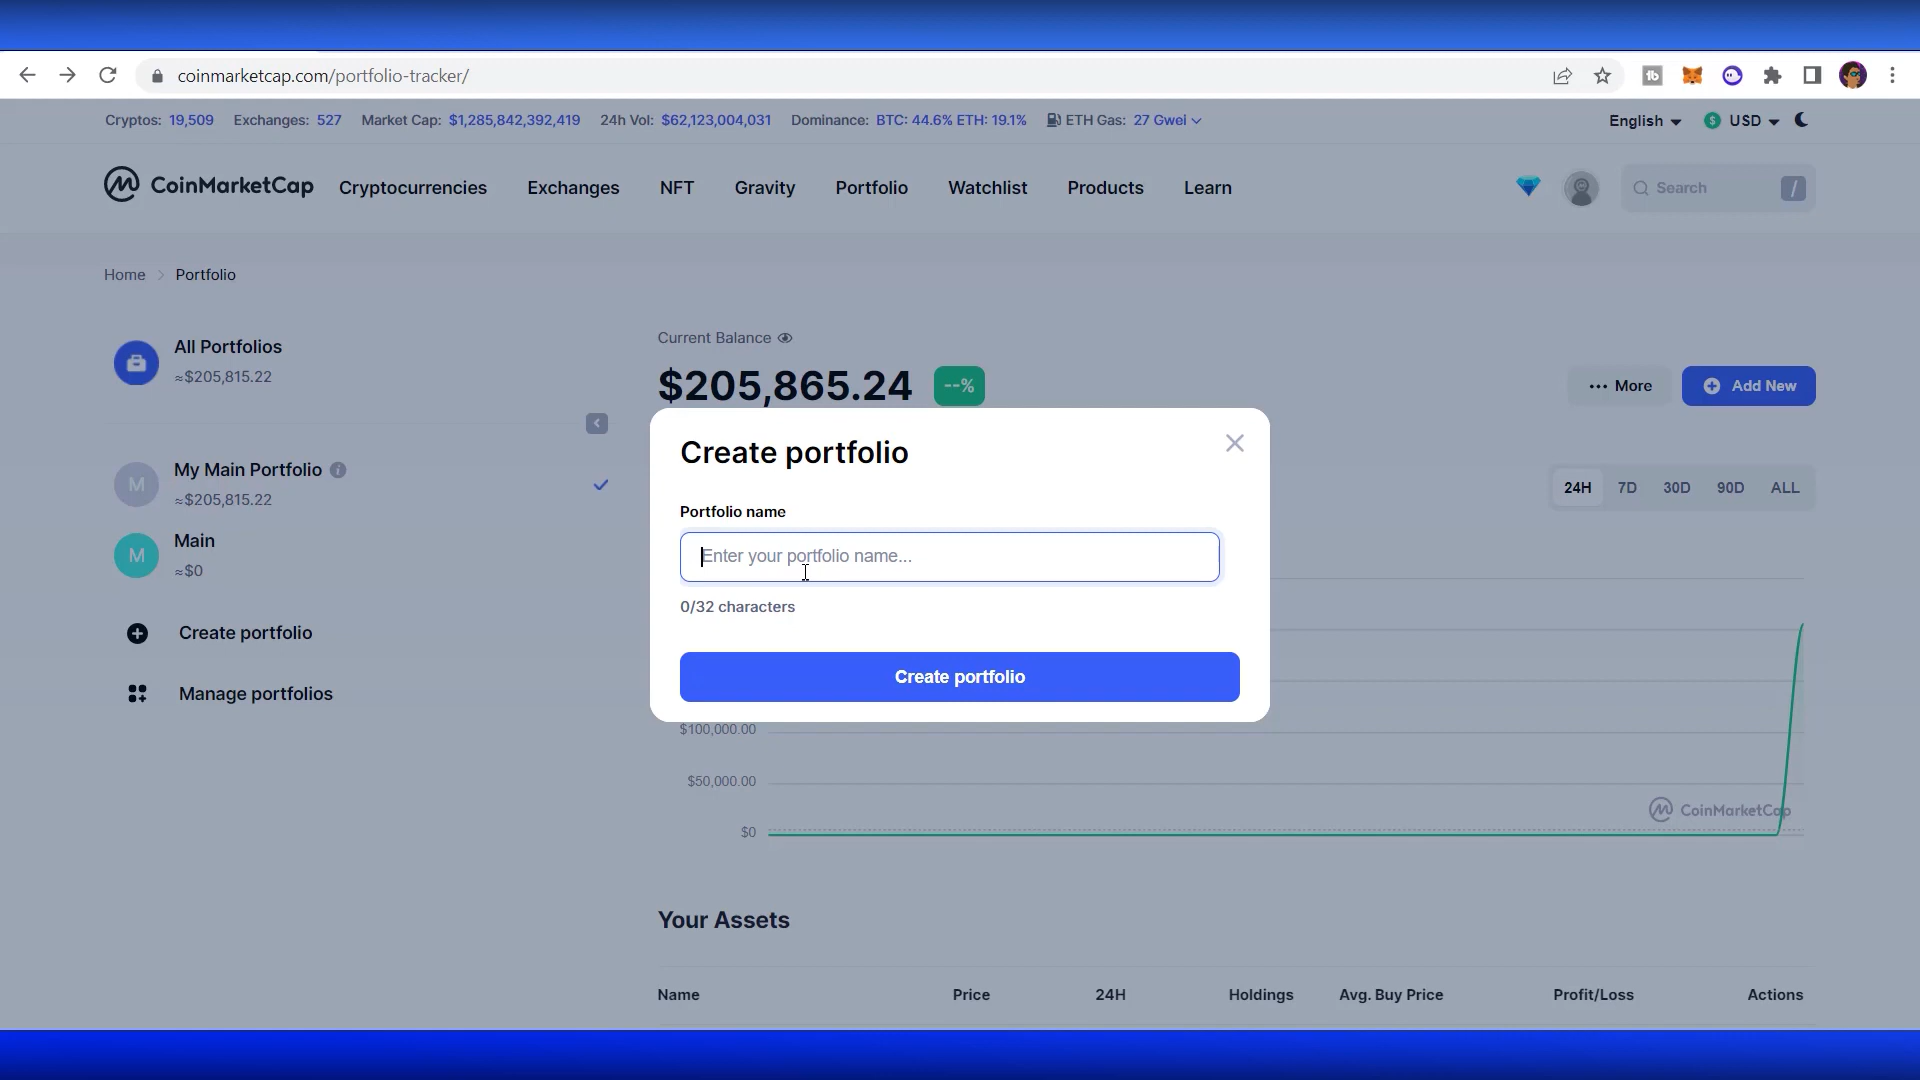 coinmarketcap.com/portfolio-tracker/
Cryptos: 19,509 Exchanges: 527 Market Cap: $1,285,842,392,419 24h Vol: $62,123,004,031 Dominance: BTC: 44.6% ETH: 19.1% ETH Gas: 27 Gwei
English $ USD
CoinMarketCap Cryptocurrencies Exchanges NFT Gravity Portfolio Watchlist Products Learn Search /
Home > Portfolio
All Portfolios
≈$205,815.22
M My Main Portfolio i
≈$205,815.22
M Main
≈$0
Create portfolio
Manage portfolios
Current Balance
$205,865.24 --%
More Add New
24H 7D 30D 90D ALL
Create portfolio
Portfolio name
Enter your portfolio name...
0/32 characters
Create portfolio
$100,000.00
$50,000.00
$0
CoinMarketCap
Your Assets
Name Price 24H Holdings Avg. Buy Price Profit/Loss Actions